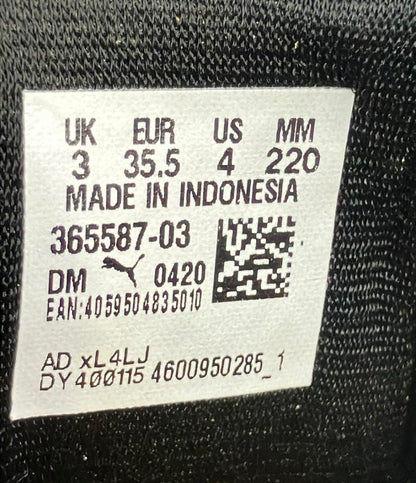 UK EUR US MM
3 35.5 4 220
MADE IN INDONESIA
365587-03
DM 0420
EAN:4059504835010
AD xL4LJ
DY400115 4600950285_1